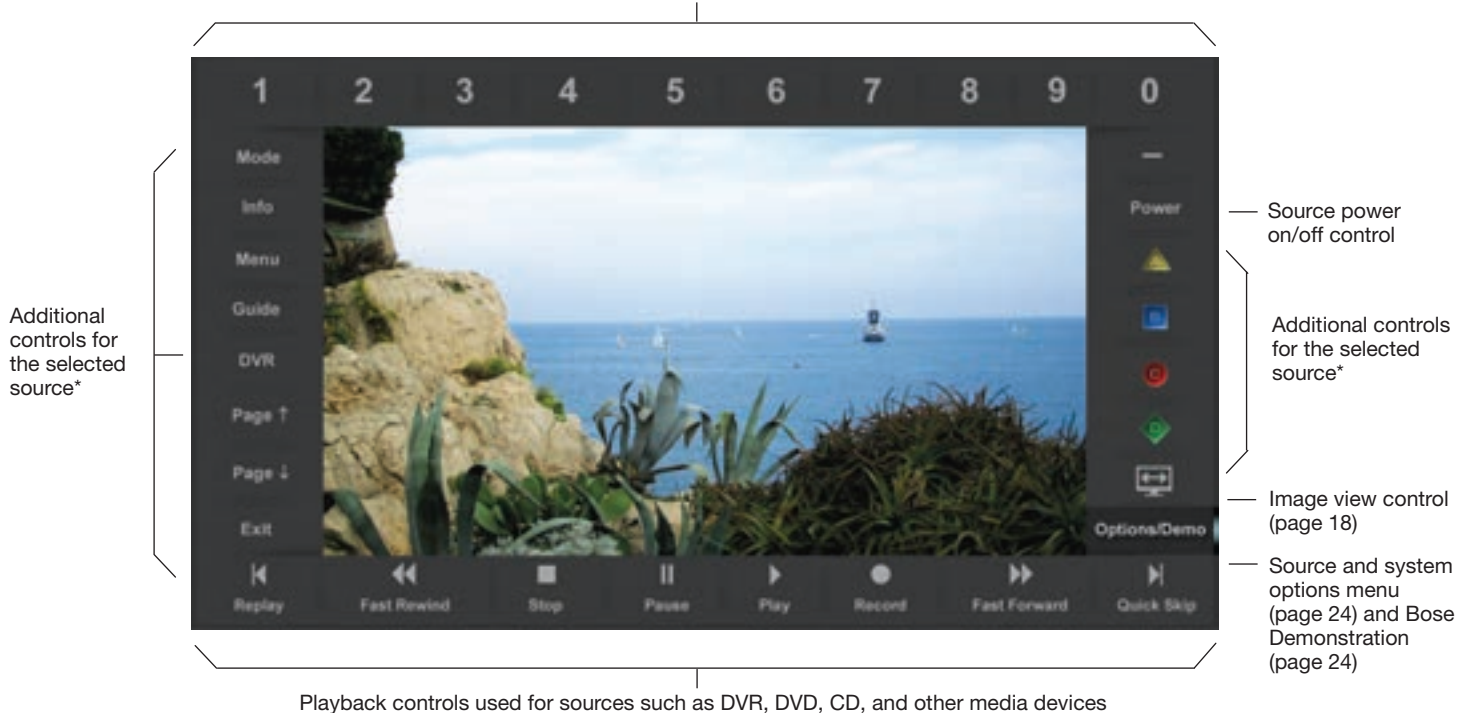 1 2 3 4 5 6 7 8 9 0
Mode
Info
Menu
Guide
DVR
Page ↑
Page ↓
Exit
–
Power
Options/Demo
Replay Fast Rewind Stop Pause Play Record Fast Forward Quick Skip
Additional
controls for
the selected
source*
Source power
on/off control
Additional controls
for the selected
source*
Image view control
(page 18)
Source and system
options menu
(page 24) and Bose
Demonstration
(page 24)
Playback controls used for sources such as DVR, DVD, CD, and other media devices